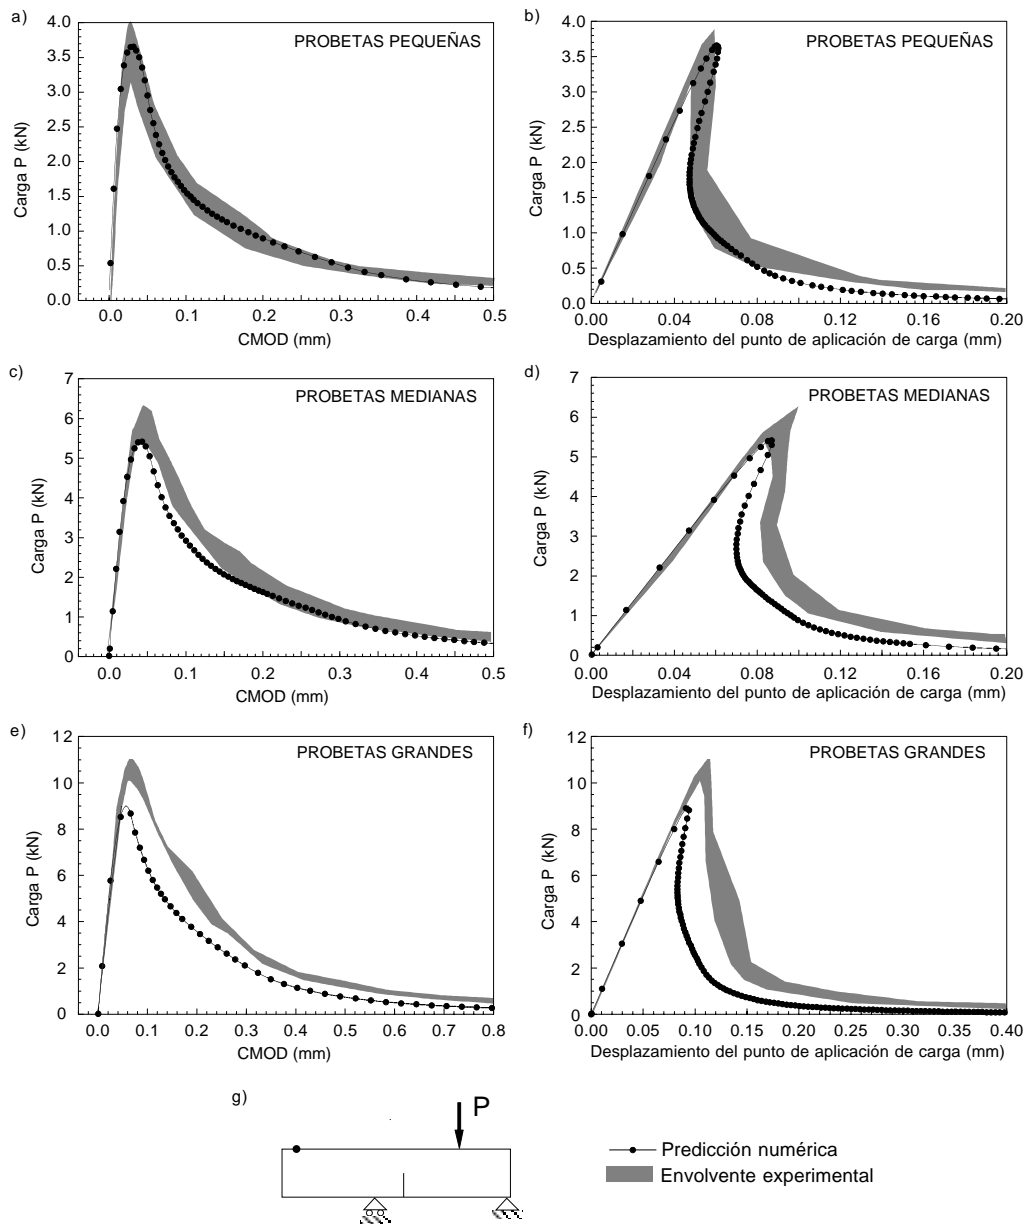 a)
PROBETAS PEQUEÑAS
Carga P (kN)
4.0
3.5
3.0
2.5
2.0
1.5
1.0
0.5
0.0
0.0 0.1 0.2 0.3 0.4 0.5
CMOD (mm)
b)
PROBETAS PEQUEÑAS
Carga P (kN)
4.0
3.5
3.0
2.5
2.0
1.5
1.0
0.5
0.0
0.00 0.04 0.08 0.12 0.16 0.20
Desplazamiento del punto de aplicación de carga (mm)
c)
PROBETAS MEDIANAS
Carga P (kN)
7
6
5
4
3
2
1
0
0.0 0.1 0.2 0.3 0.4 0.5
CMOD (mm)
d)
PROBETAS MEDIANAS
Carga P (kN)
7
6
5
4
3
2
1
0
0.00 0.04 0.08 0.12 0.16 0.20
Desplazamiento del punto de aplicación de carga (mm)
e)
PROBETAS GRANDES
Carga P (kN)
12
10
8
6
4
2
0
0.0 0.1 0.2 0.3 0.4 0.5 0.6 0.7 0.8
CMOD (mm)
f)
PROBETAS GRANDES
Carga P (kN)
12
10
8
6
4
2
0
0.00 0.05 0.10 0.15 0.20 0.25 0.30 0.35 0.40
Desplazamiento del punto de aplicación de carga (mm)
g)
P
Predicción numérica
Envolvente experimental